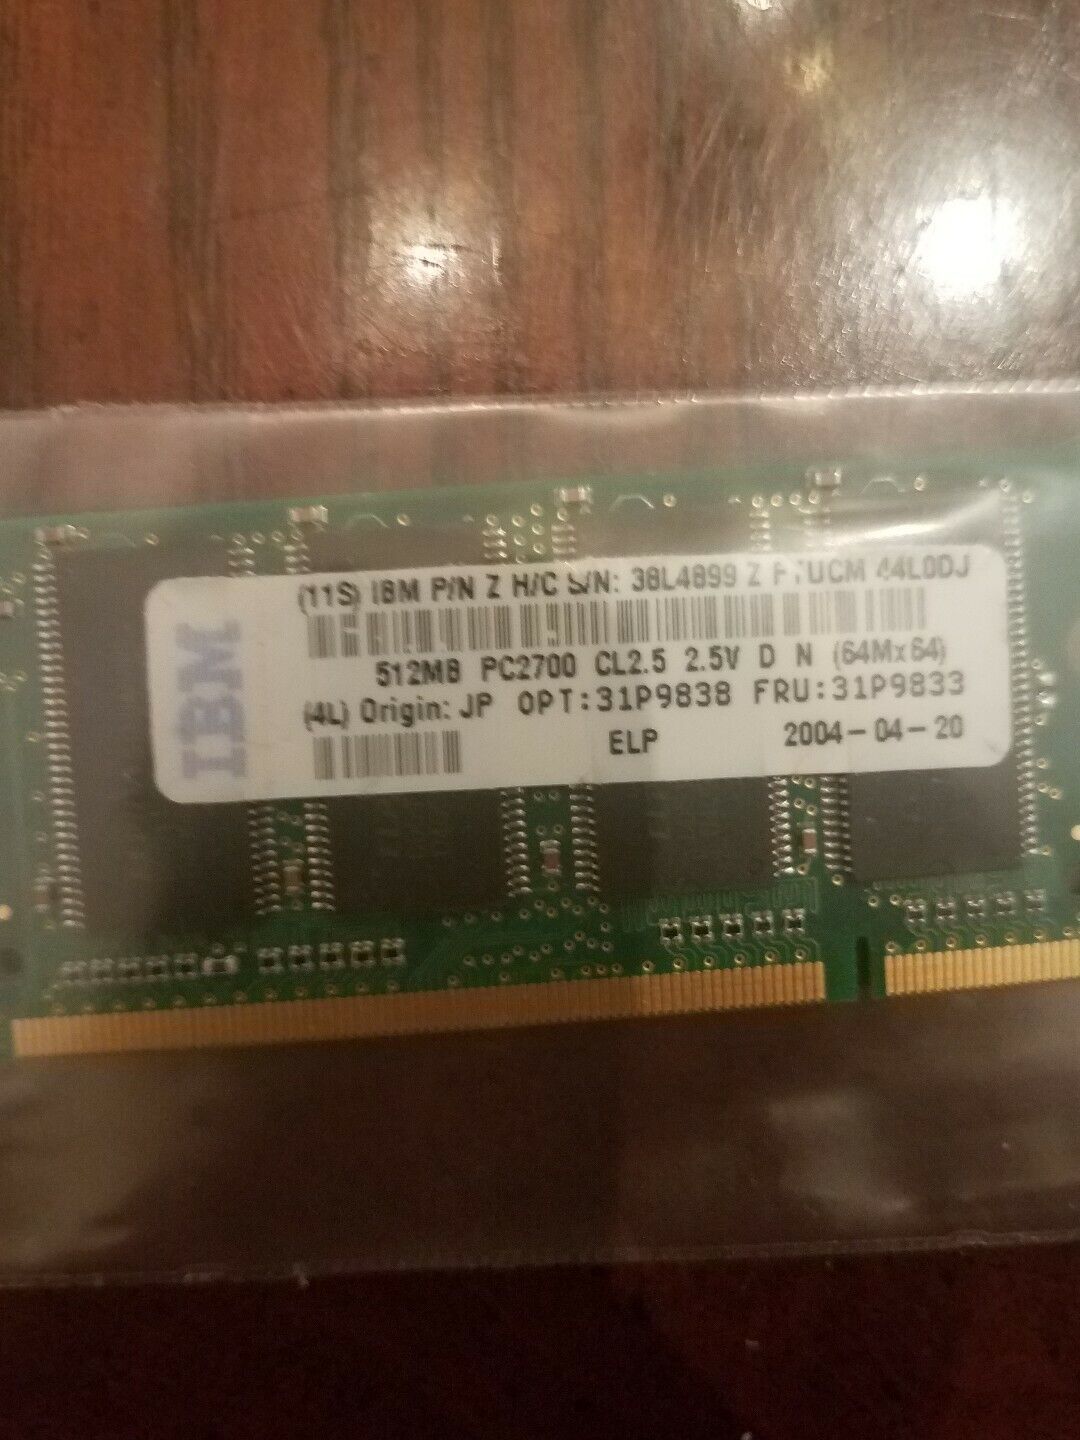 IBM
(11S) IBM P/N Z H/C S/N: 38L4899 Z 44L0DJ
512MB PC2700 CL2.5 2.5V D N (64Mx64)
(4L) Origin: JP OPT:31P9838 FRU:31P9833
ELP 2004-04-20